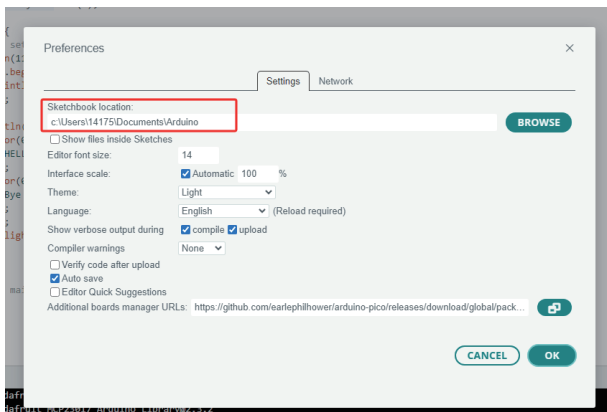 {
Preferences
Settings Network
Sketchbook location:
c:\Users\14175\Documents\Arduino
BROWSE
Show files inside Sketches
Editor font size: 14
Interface scale: Automatic 100 %
Theme: Light
Language: English (Reload required)
Show verbose output during compile upload
Compiler warnings None
Verify code after upload
Auto save
Editor Quick Suggestions
Additional boards manager URLs: https://github.com/earlephilhower/arduino-pico/releases/download/global/pack...
CANCEL OK